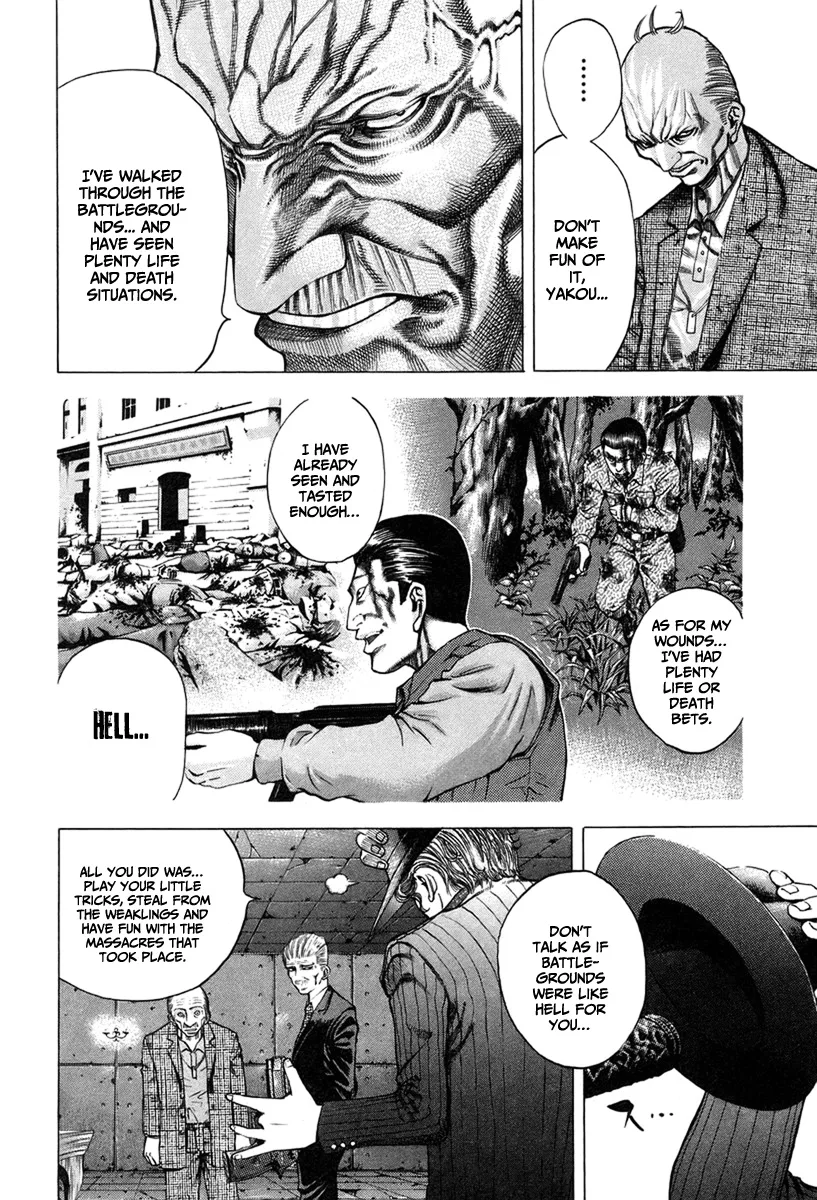 ......
DON'T
MAKE
FUN OF
IT,
YAKOU...
I'VE WALKED
THROUGH THE
BATTLEGROU-
NDS... AND
HAVE SEEN
PLENTY LIFE
AND DEATH
SITUATIONS.
AS FOR MY
WOUNDS...
I'VE HAD
PLENTY
LIFE OR
DEATH
BETS.
I HAVE
ALREADY
SEEN AND
TASTED
ENOUGH...
HELL...
DON'T
TALK AS IF
BATTLE-
GROUNDS
WERE LIKE
HELL FOR
YOU...
ス...
ALL YOU DID WAS...
PLAY YOUR LITTLE
TRICKS, STEAL FROM
THE WEAKLINGS AND
HAVE FUN WITH THE
MASSACRES THAT
TOOK PLACE.